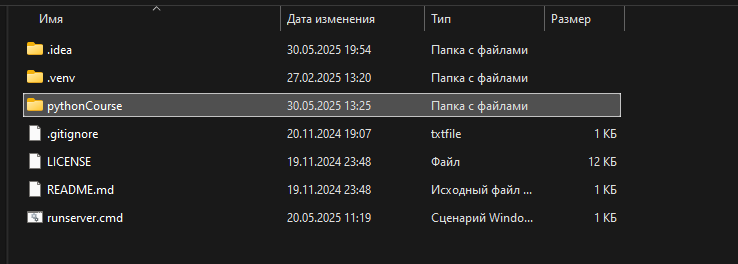 Имя Дата изменения Тип Размер
.idea 30.05.2025 19:54 Папка с файлами
.venv 27.02.2025 13:20 Папка с файлами
pythonCourse 30.05.2025 13:25 Папка с файлами
.gitignore 20.11.2024 19:07 txtfile 1 КБ
LICENSE 19.11.2024 23:48 Файл 12 КБ
README.md 19.11.2024 23:48 Исходный файл ... 1 КБ
runserver.cmd 20.05.2025 11:19 Сценарий Windo... 1 КБ